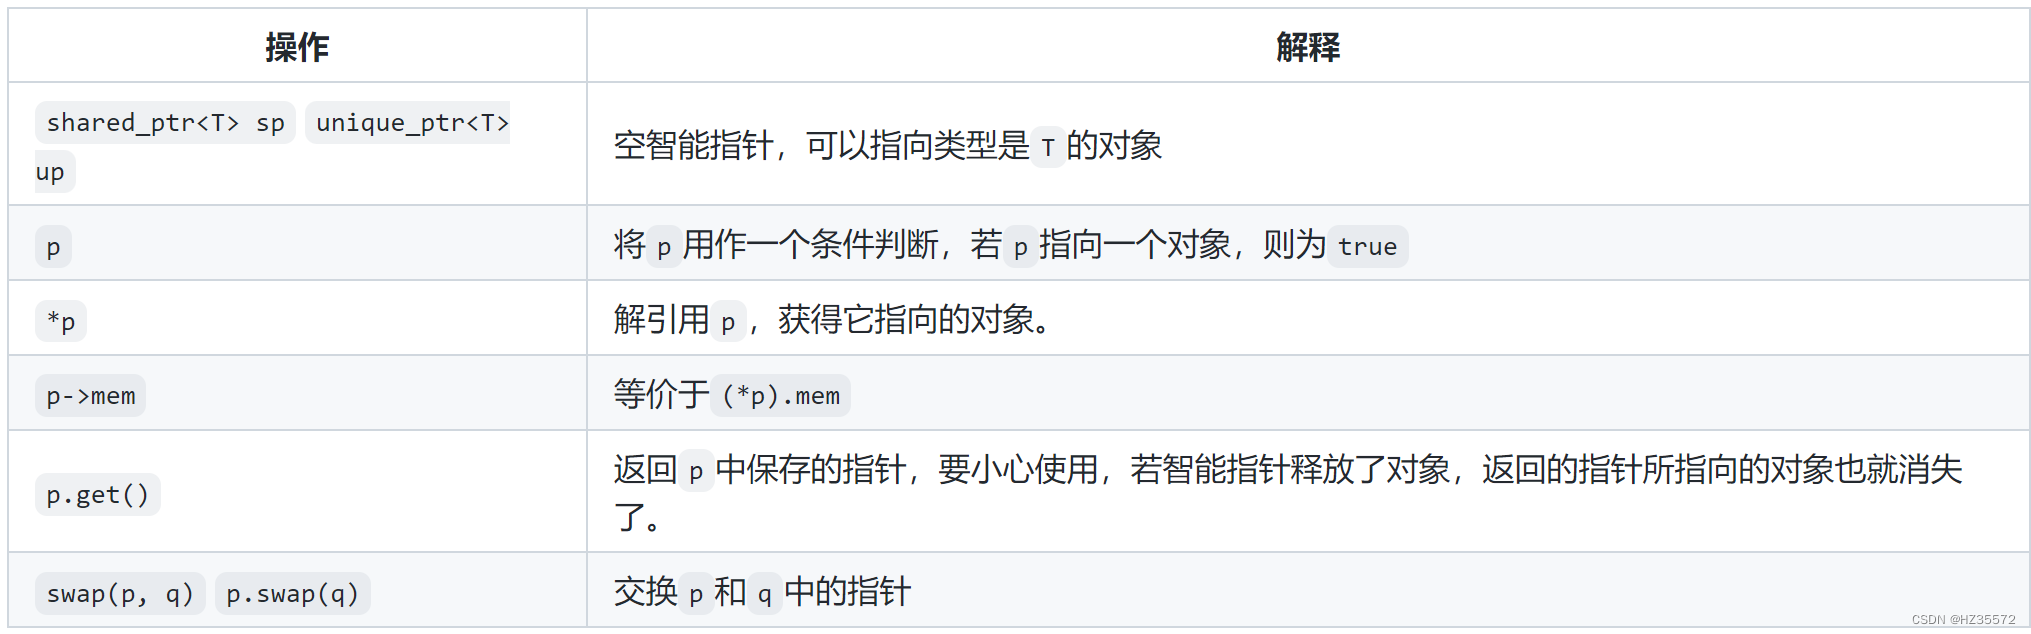 操作 解释
shared_ptr<T> sp unique_ptr<T>
up
空智能指针，可以指向类型是 T 的对象
p 将 p 用作一个条件判断，若 p 指向一个对象，则为 true
*p 解引用 p ，获得它指向的对象。
p->mem 等价于 (*p).mem
p.get()
返回 p 中保存的指针，要小心使用，若智能指针释放了对象，返回的指针所指向的对象也就消失
了。
swap(p, q) p.swap(q) 交换 p 和 q 中的指针
CSDN @HZ35572